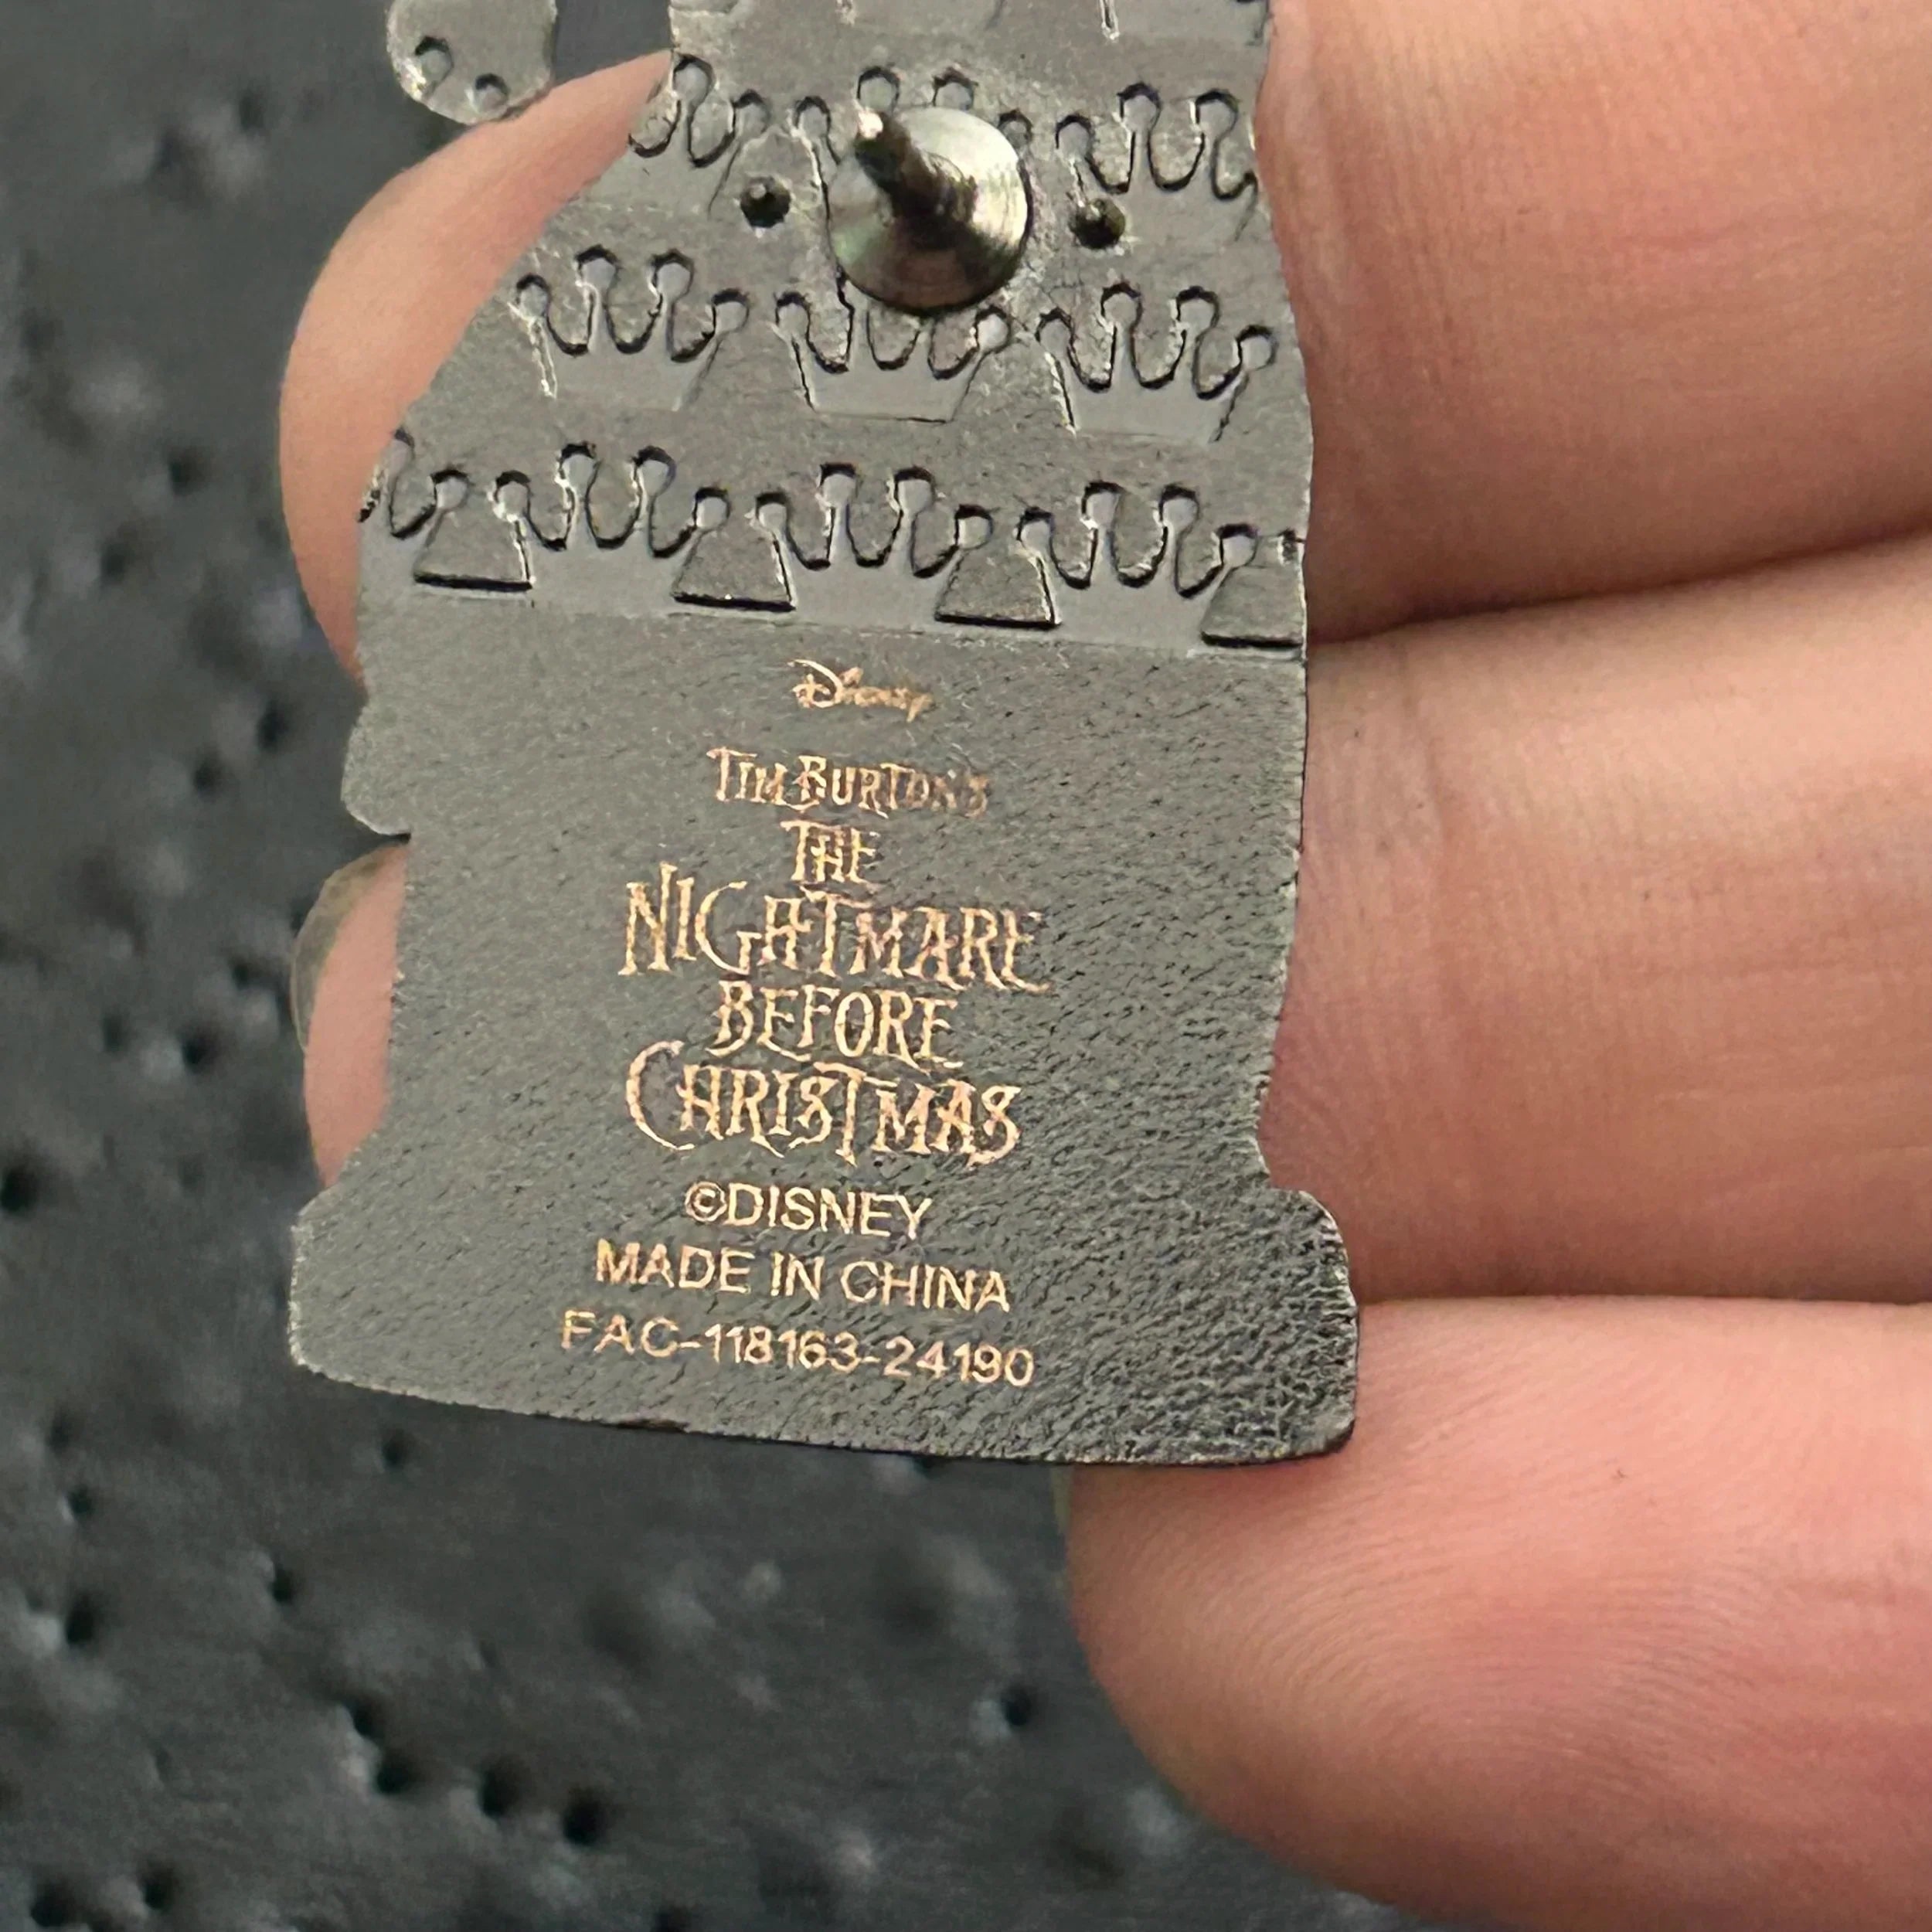 Disney
TIM BURTON'S
THE
NIGHTMARE
BEFORE
CHRISTMAS
©DISNEY
MADE IN CHINA
FAC-118163-24190